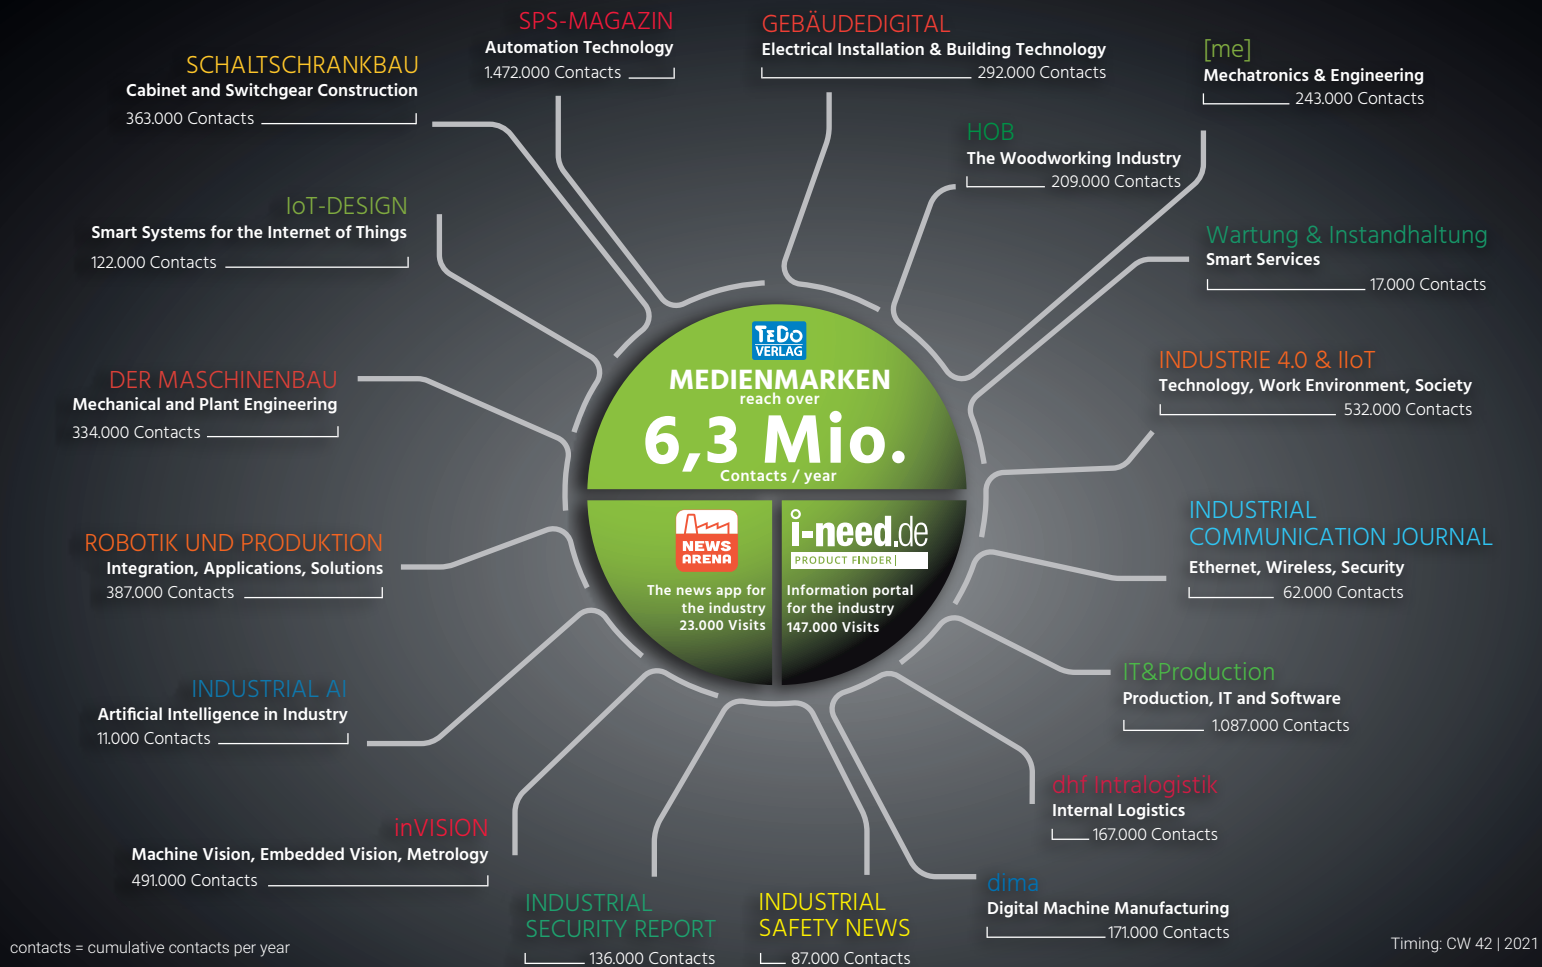 SPS-MAGAZIN
Automation Technology
1.472.000 Contacts
GEBÄUDEDIGITAL
Electrical Installation & Building Technology
292.000 Contacts
[me]
Mechatronics & Engineering
243.000 Contacts
SCHALTSCHRANKBAU
Cabinet and Switchgear Construction
363.000 Contacts
HOB
The Woodworking Industry
209.000 Contacts
IoT-DESIGN
Smart Systems for the Internet of Things
122.000 Contacts
Wartung & Instandhaltung
Smart Services
17.000 Contacts
DER MASCHINENBAU
Mechanical and Plant Engineering
334.000 Contacts
TeDo
VERLAG
MEDIENMARKEN
reach over
6,3 Mio.
Contacts / year
INDUSTRIE 4.0 & IIoT
Technology, Work Environment, Society
532.000 Contacts
ROBOTIK UND PRODUKTION
Integration, Applications, Solutions
387.000 Contacts
NEWS
ARENA
The news app for
the industry
23.000 Visits
i-need.de
PRODUCT FINDER
Information portal
for the industry
147.000 Visits
INDUSTRIAL
COMMUNICATION JOURNAL
Ethernet, Wireless, Security
62.000 Contacts
INDUSTRIAL AI
Artificial Intelligence in Industry
11.000 Contacts
IT&Production
Production, IT and Software
1.087.000 Contacts
inVISION
Machine Vision, Embedded Vision, Metrology
491.000 Contacts
dhf Intralogistik
Internal Logistics
167.000 Contacts
INDUSTRIAL
SECURITY REPORT
136.000 Contacts
INDUSTRIAL
SAFETY NEWS
87.000 Contacts
dima
Digital Machine Manufacturing
171.000 Contacts
contacts = cumulative contacts per year
Timing: CW 42 | 2021